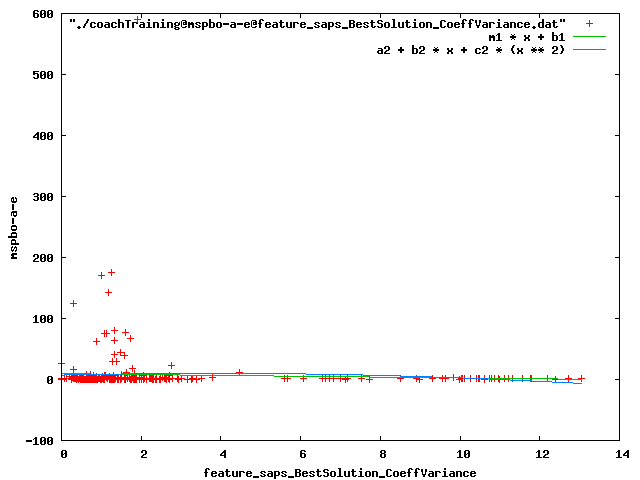 600
"./coachTraining@mspbo-a-e@feature_saps_BestSolution_CoeffVariance.dat"
m1 * x + b1
a2 + b2 * x + c2 * (x ** 2)
500
400
300
200
100
0
-100
mspbo-a-e
0 2 4 6 8 10 12 14
feature_saps_BestSolution_CoeffVariance